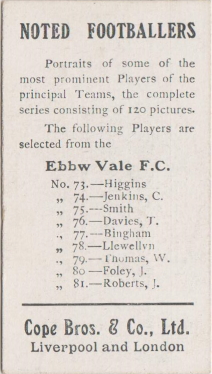 NOTED FOOTBALLERS
Portraits of some of the
most prominent Players of the
principal Teams, the complete
series consisting of 120 pictures.
The following Players are
selected from the
Ebbw Vale F.C.
No. 73.—Higgins
„ 74.—Jenkins, C.
„ 75.—Smith
„ 76.—Davies, T.
„ 77.—Bingham
„ 78.—Llewellyn
„ 79.—Thomas, W.
„ 80—Foley, J.
„ 81.—Roberts, J.
Cope Bros. & Co., Ltd.
Liverpool and London